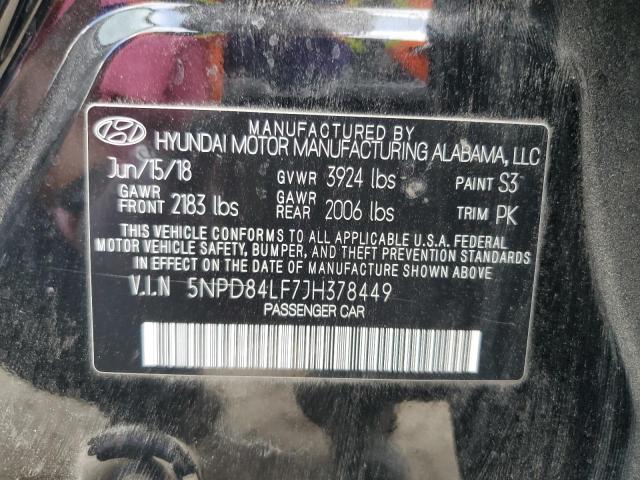 MANUFACTURED BY
HYUNDAI MOTOR MANUFACTURING ALABAMA, LLC
Jun/15/18 GVWR 3924 lbs PAINT S3
GAWR FRONT 2183 lbs GAWR REAR 2006 lbs TRIM PK
THIS VEHICLE CONFORMS TO ALL APPLICABLE U.S.A. FEDERAL
MOTOR VEHICLE SAFETY, BUMPER, AND THEFT PREVENTION STANDARDS
IN EFFECT ON THE DATE OF MANUFACTURE SHOWN ABOVE.
V.I.N 5NPD84LF7JH378449
PASSENGER CAR